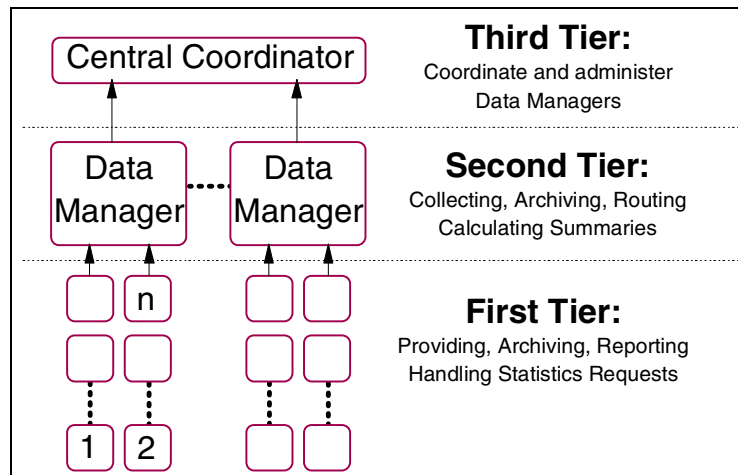 Central Coordinator
Third Tier:
Coordinate and administer
Data Managers
Data
Manager
Data
Manager
Second Tier:
Collecting, Archiving, Routing
Calculating Summaries
n
1
2
First Tier:
Providing, Archiving, Reporting
Handling Statistics Requests